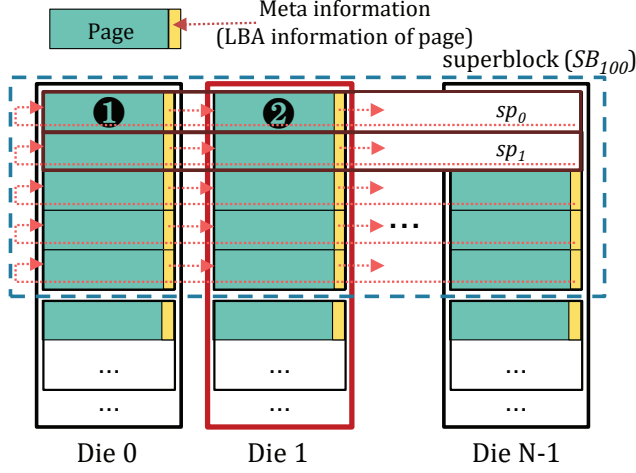 Meta information
Page
(LBA information of page)
superblock (SB100)
❶ ❷ sp0
sp1
...
... ... ...
... ... ...
Die 0 Die 1 Die N-1